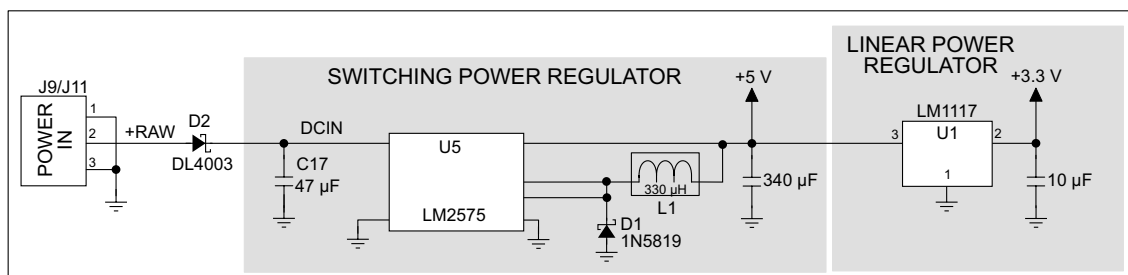 SWITCHING POWER REGULATOR
LINEAR POWER
REGULATOR
J9/J11
POWER
IN
1
2
3
+RAW
D2
DL4003
DCIN
C17
47 µF
U5
LM2575
330 µH
L1
D1
1N5819
+5 V
340 µF
3
LM1117
U1
2
1
+3.3 V
10 µF